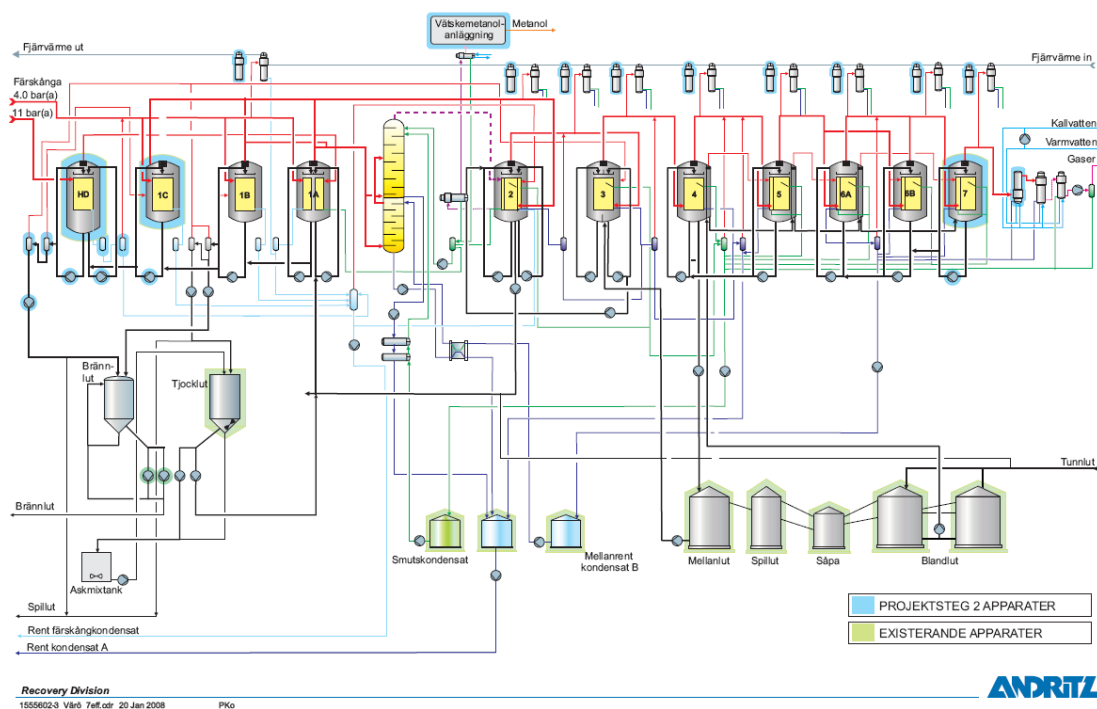 Vätskemetanol-
anläggning
Metanol
Fjärrvärme ut
Fjärrvärme in
Färskånga
4.0 bar(a)
11 bar(a)
Kallvatten
Varmvatten
Gaser
HD
1C
1B
1A
2
3
4
5
6A
6B
7
Bränn-
lut
Tjocklut
Tunnlut
Brännlut
Askmixtank
Smutskondensat
Mellanrent
kondensat B
Mellanlut
Spillut
Såpa
Blandlut
Spillut
Rent färskångkondensat
Rent kondensat A
PROJEKTSTEG 2 APPARATER
EXISTERANDE APPARATER
Recovery Division
ANDRITZ
1555602-3 Värö 7eff.cdr 20 Jan 2008 PKo